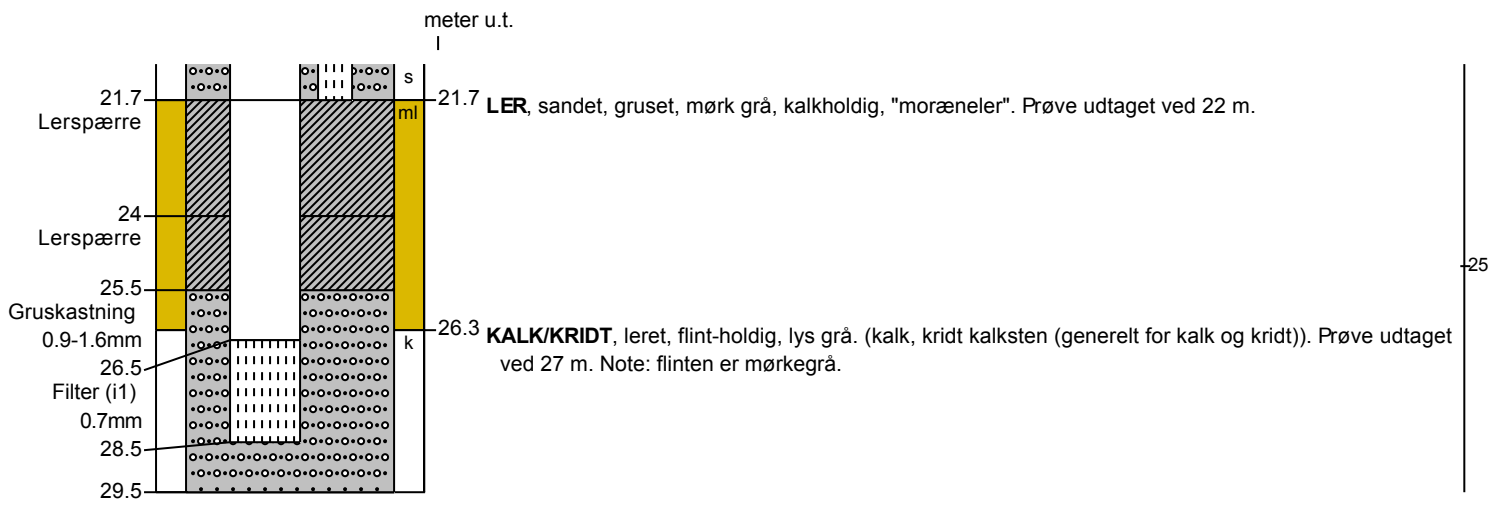 meter u.t.
s
21.7
Lerspærre
ml
21.7 LER, sandet, gruset, mørk grå, kalkholdig, "moræneler". Prøve udtaget ved 22 m.
24
Lerspærre
25
25.5
Gruskastning
0.9-1.6mm
26.3 KALK/KRIDT, leret, flint-holdig, lys grå. (kalk, kridt kalksten (generelt for kalk og kridt)). Prøve udtaget
k
ved 27 m. Note: flinten er mørkegrå.
26.5
Filter (i1)
0.7mm
28.5
29.5